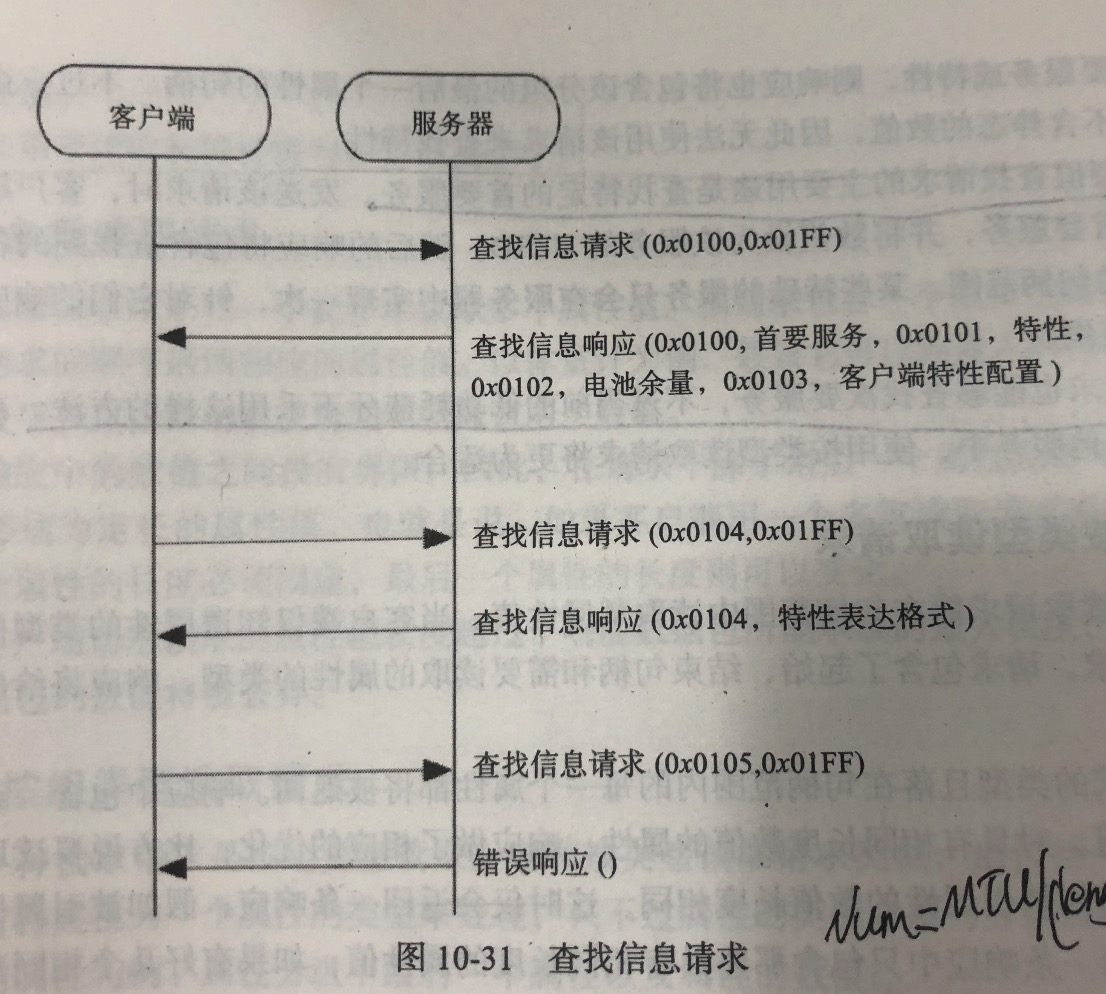 客户端
服务器
查找信息请求 (0x0100,0x01FF)
查找信息响应 (0x0100, 首要服务，0x0101，特性，
0x0102，电池余量，0x0103，客户端特性配置 )
查找信息请求 (0x0104,0x01FF)
查找信息响应 (0x0104，特性表达格式 )
查找信息请求 (0x0105,0x01FF)
错误响应 ()
Num=MTU/
图 10-31 查找信息请求